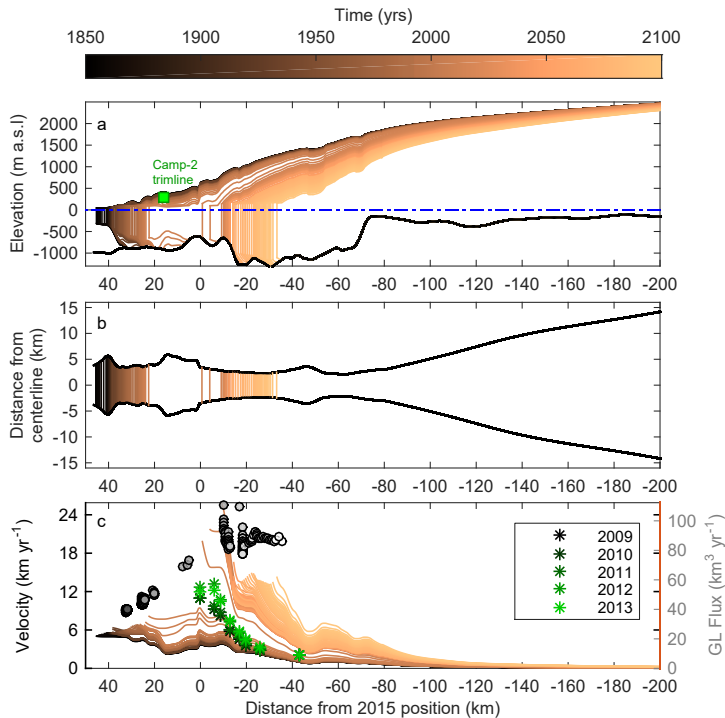 Time (yrs)
1850 1900 1950 2000 2050 2100
a
Camp-2
trimline
Elevation (m a.s.l)
2000
1500
1000
500
0
-500
-1000
40 20 0 -20 -40 -60 -80 -100 -120 -140 -160 -180 -200
b
Distance from
centerline (km)
15
10
5
0
-5
-10
-15
40 20 0 -20 -40 -60 -80 -100 -120 -140 -160 -180 -200
c
Velocity (km yr-1)
24
18
12
6
0
2009
2010
2011
2012
2013
100
80
60
40
20
0
GL Flux (km3 yr-1)
40 20 0 -20 -40 -60 -80 -100 -120 -140 -160 -180 -200
Distance from 2015 position (km)